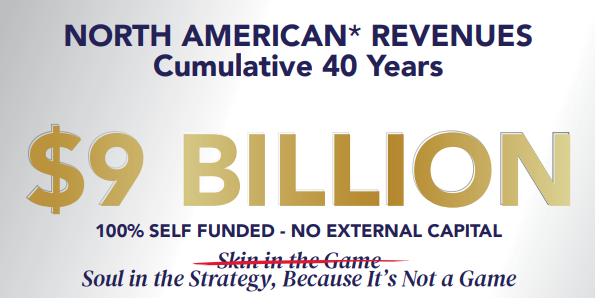 NORTH AMERICAN* REVENUES
Cumulative 40 Years
$9 BILLION
100% SELF FUNDED - NO EXTERNAL CAPITAL
Skin in the Game
Soul in the Strategy, Because It's Not a Game